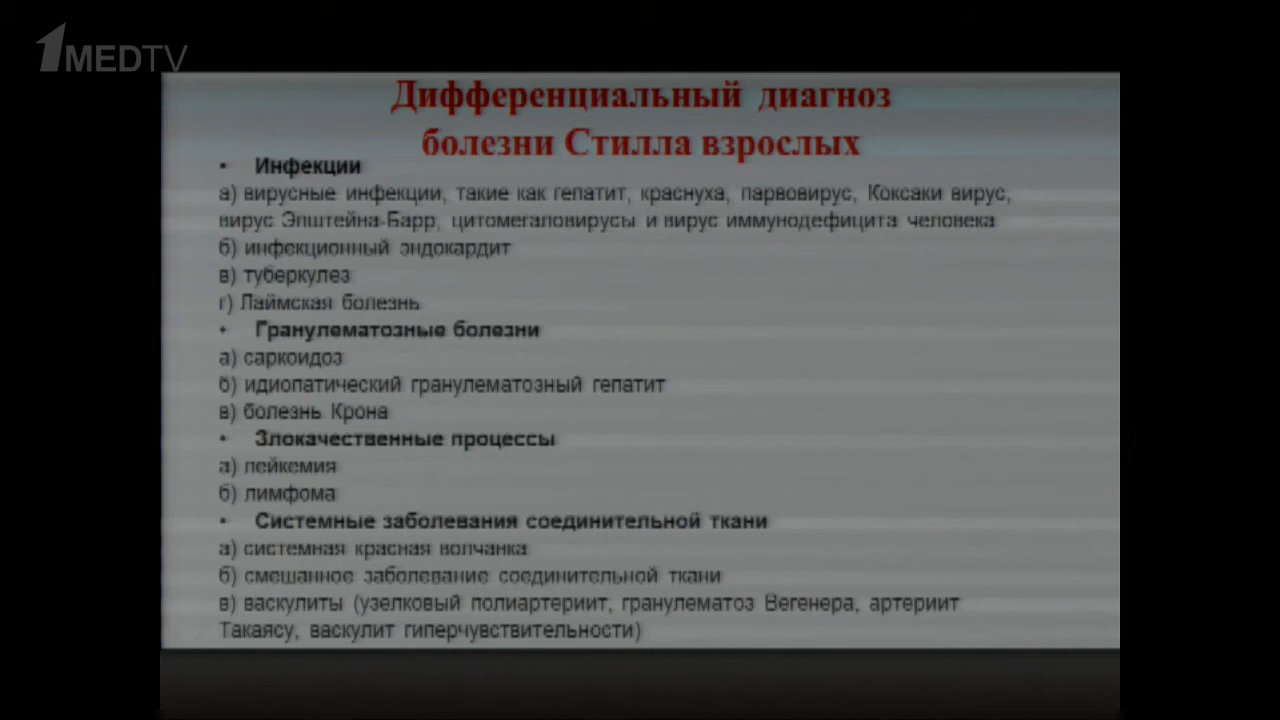 1MEDTV
Дифференциальный диагноз
болезни Стилла взрослых
• Инфекции
а) вирусные инфекции, такие как гепатит, краснуха, парвовирус, Коксаки вирус,
вирус Эпштейна-Барр, цитомегаловирусы и вирус иммунодефицита человека
б) инфекционный эндокардит
в) туберкулез
г) Лаймская болезнь
• Гранулематозные болезни
а) саркоидоз
б) идиопатический гранулематозный гепатит
в) болезнь Крона
• Злокачественные процессы
а) лейкемия
б) лимфома
• Системные заболевания соединительной ткани
а) системная красная волчанка
б) смешанное заболевание соединительной ткани
в) васкулиты (узелковый полиартериит, гранулематоз Вегенера, артериит
Такаясу, васкулит гиперчувствительности)